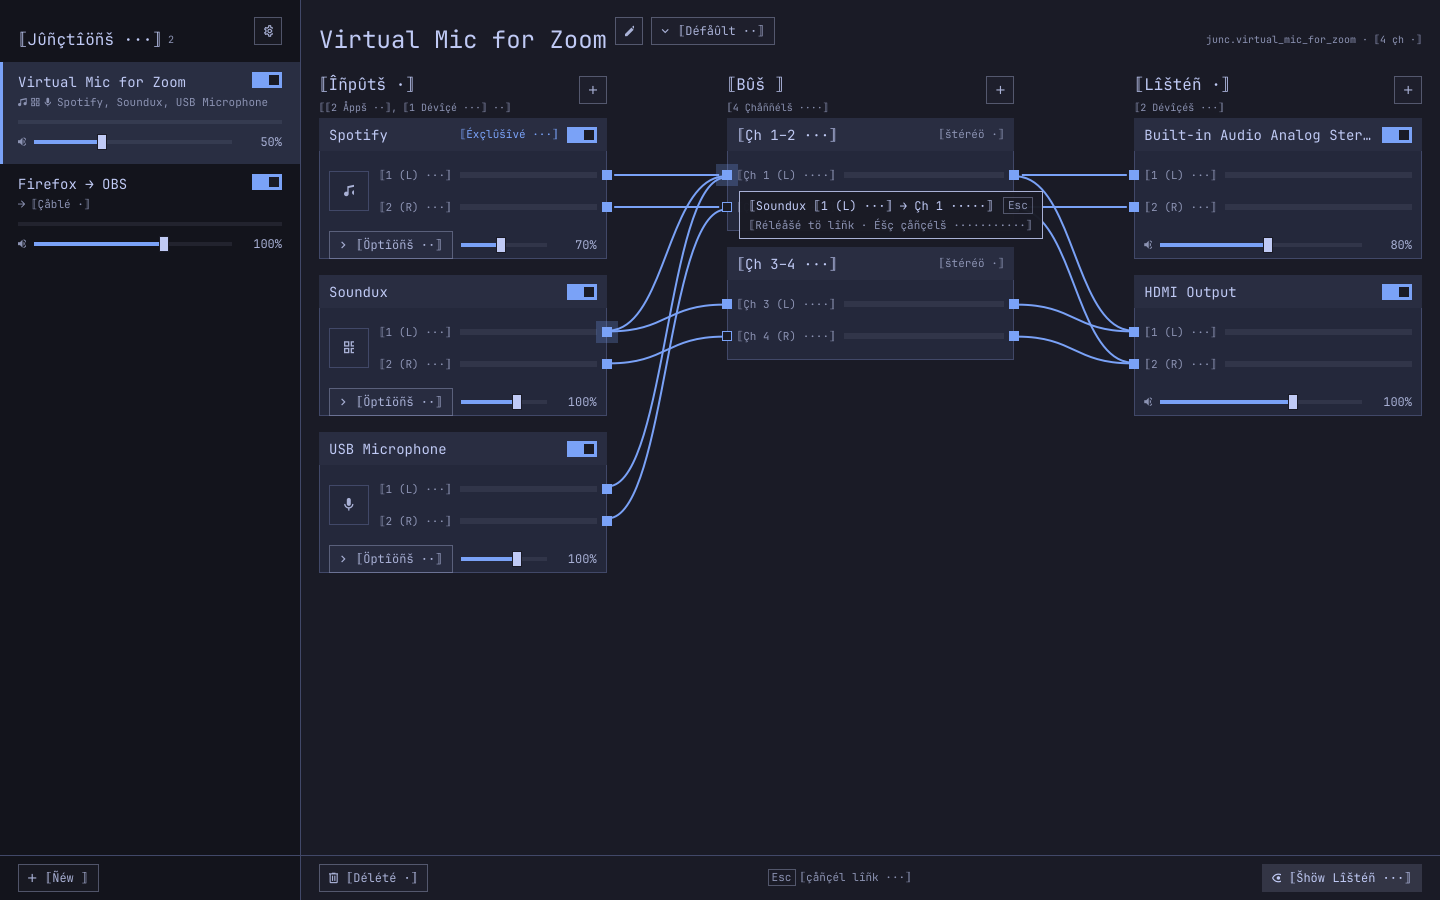 ⟦Jûñçtîöñš ···⟧ 2
Virtual Mic for Zoom
Spotify, Soundux, USB Microphone
50%
Firefox → OBS
→ ⟦Çåblé ·⟧
100%
+ ⟦Ñéw ⟧
Virtual Mic for Zoom
⟦Défåûlt ··⟧
junc.virtual_mic_for_zoom · ⟦4 çh ·⟧
⟦Îñpûtš ·⟧
+
⟦⟦2 Åppš ··⟧, ⟦1 Dévîçé ···⟧ ··⟧
Spotify ⟦Éxçlûšîvé ···⟧
⟦1 (L) ···⟧
⟦2 (R) ···⟧
⟦Öptîöñš ··⟧
70%
Soundux
⟦1 (L) ···⟧
⟦2 (R) ···⟧
⟦Öptîöñš ··⟧
100%
USB Microphone
⟦1 (L) ···⟧
⟦2 (R) ···⟧
⟦Öptîöñš ··⟧
100%
⟦Bûš ⟧
+
⟦4 Çhåññélš ····⟧
⟦Çh 1–2 ···⟧ ⟦štéréö ·⟧
⟦Çh 1 (L) ····⟧
⟦Soundux ⟦1 (L) ···⟧ → Çh 1 ·····⟧ Esc
⟦Réléåšé tö lîñk · Éšç çåñçélš ···········⟧
⟦Çh 3–4 ···⟧ ⟦štéréö ·⟧
⟦Çh 3 (L) ····⟧
⟦Çh 4 (R) ····⟧
⟦Lîštéñ ·⟧
+
⟦2 Dévîçéš ···⟧
Built-in Audio Analog Ster…
⟦1 (L) ···⟧
⟦2 (R) ···⟧
80%
HDMI Output
⟦1 (L) ···⟧
⟦2 (R) ···⟧
100%
⟦Délété ·⟧
Esc ⟦çåñçél lîñk ···⟧
⟦Šhöw Lîštéñ ···⟧